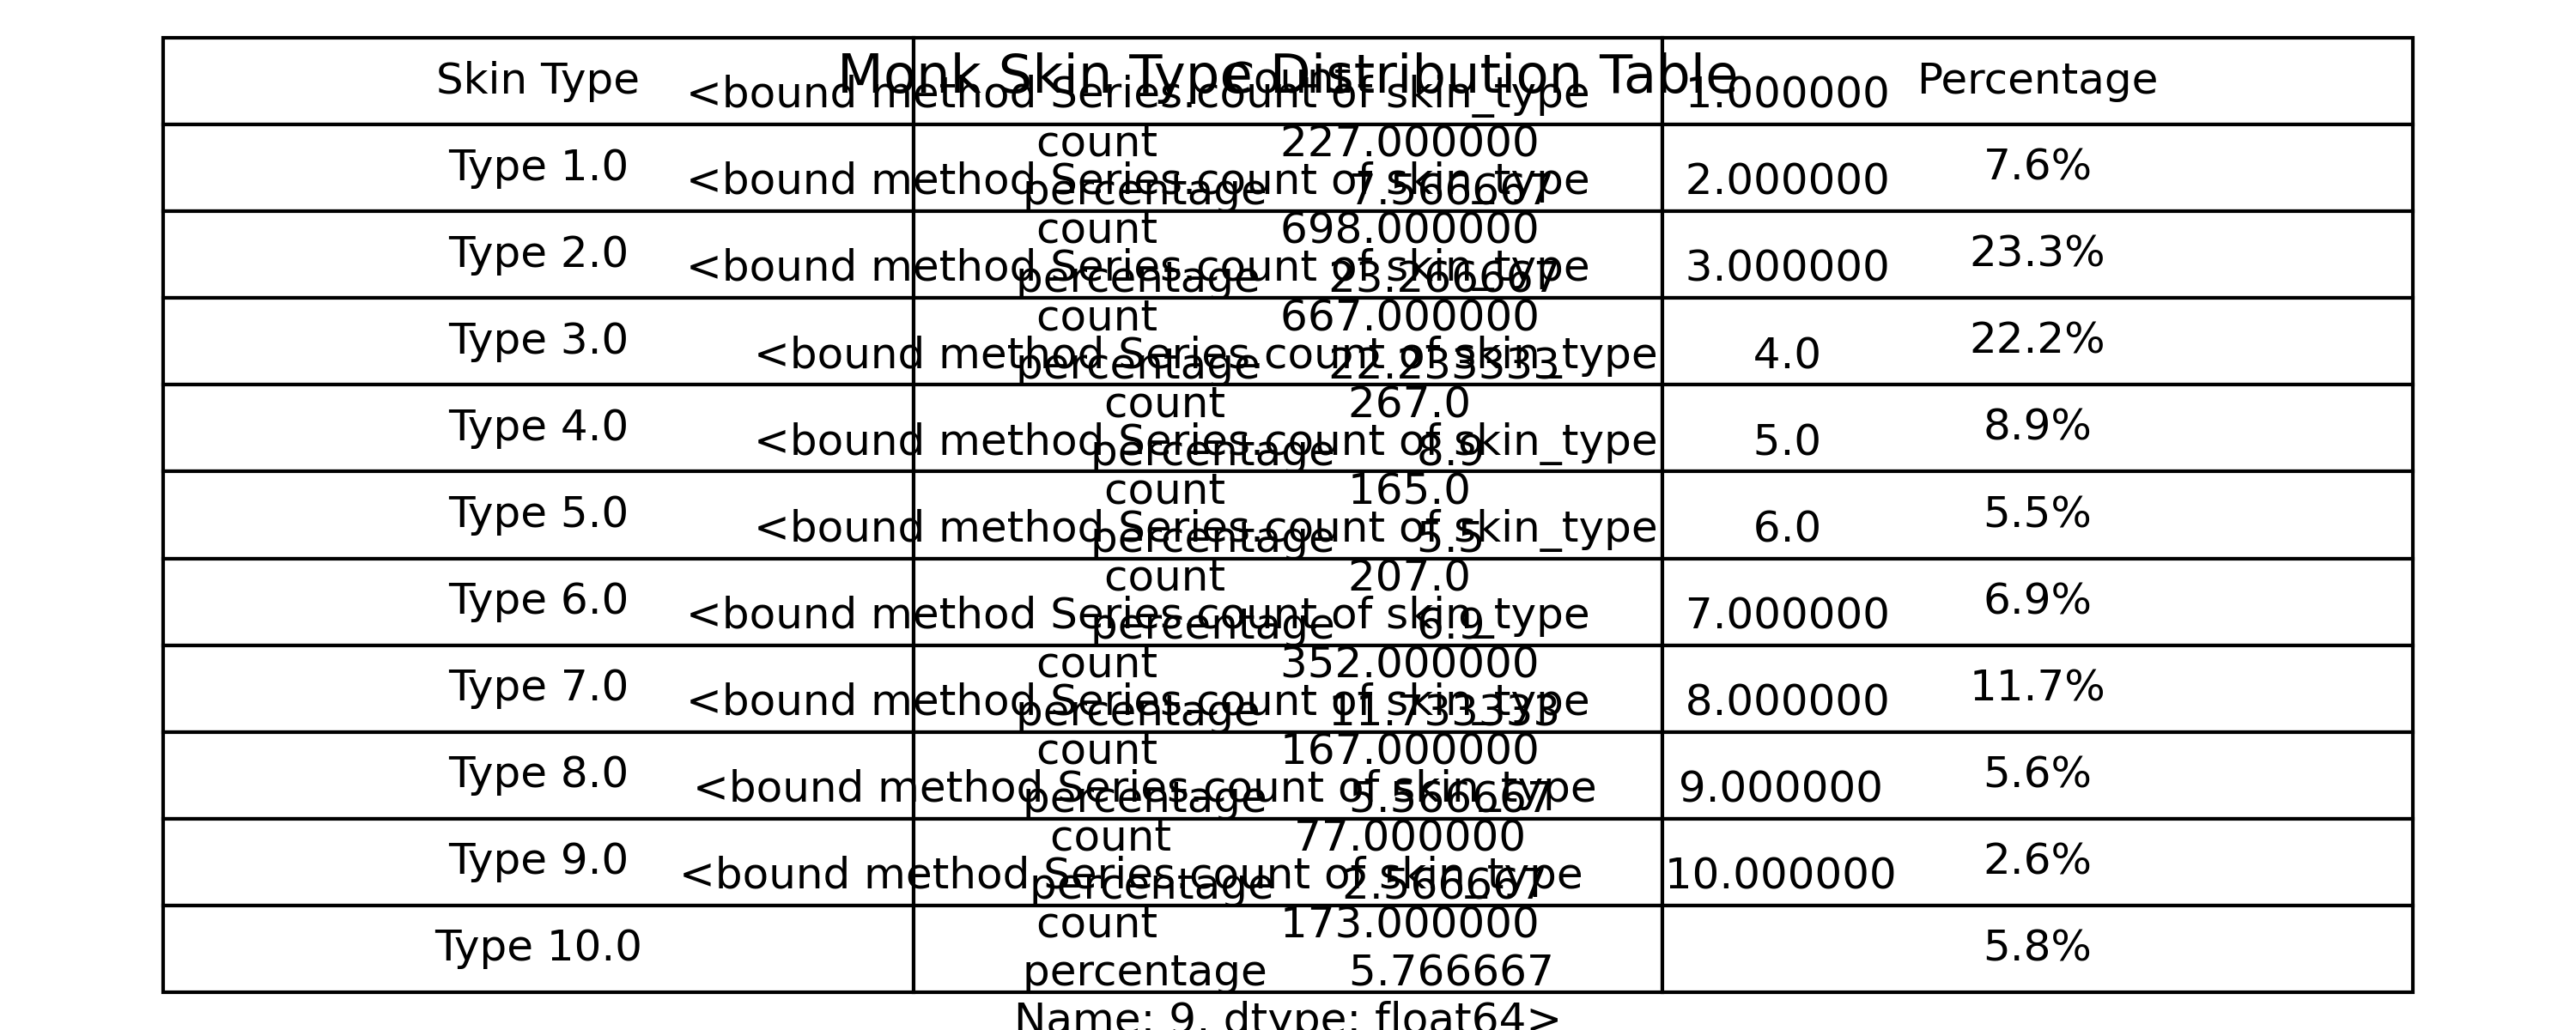 Monk Skin Type Distribution Table
Skin Type Count Percentage
<bound method Series.count of skin_type 1.000000
Type 1.0 count 227.000000 7.6%
percentage 7.566667
<bound method Series.count of skin_type 2.000000
Type 2.0 count 698.000000 23.3%
percentage 23.266667
<bound method Series.count of skin_type 3.000000
Type 3.0 count 667.000000 22.2%
percentage 22.233333
<bound method Series.count of skin_type 4.0
Type 4.0 count 267.0 8.9%
percentage 8.9
<bound method Series.count of skin_type 5.0
Type 5.0 count 165.0 5.5%
percentage 5.5
<bound method Series.count of skin_type 6.0
Type 6.0 count 207.0 6.9%
percentage 6.9
<bound method Series.count of skin_type 7.000000
Type 7.0 count 352.000000 11.7%
percentage 11.733333
<bound method Series.count of skin_type 8.000000
Type 8.0 count 167.000000 5.6%
percentage 5.566667
<bound method Series.count of skin_type 9.000000
Type 9.0 count 77.000000 2.6%
percentage 2.566667
<bound method Series.count of skin_type 10.000000
Type 10.0 count 173.000000 5.8%
percentage 5.766667
Name: 9, dtype: float64>